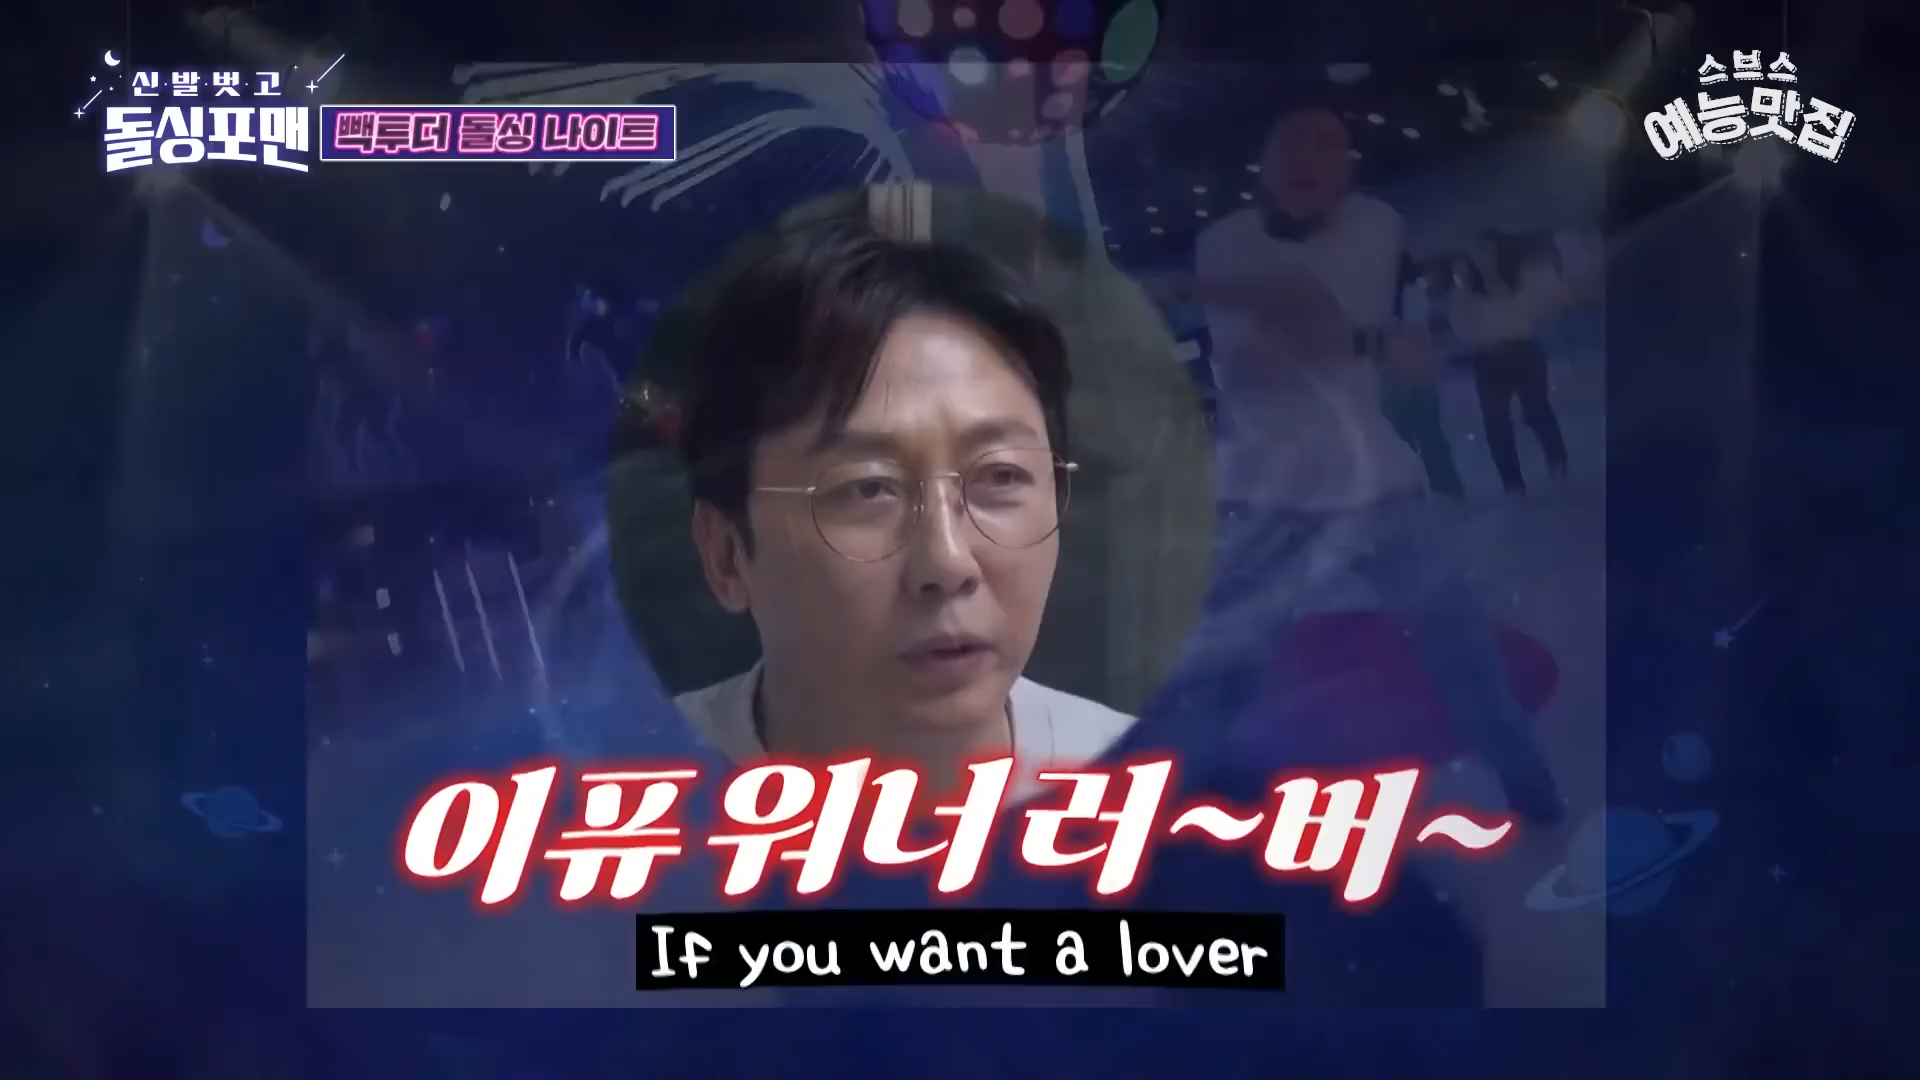 신·발·벗·고
돌싱포맨
빽투더 돌싱 나이트
스브스
예능맛집
이퓨 워너 러~버~
If you want a lover